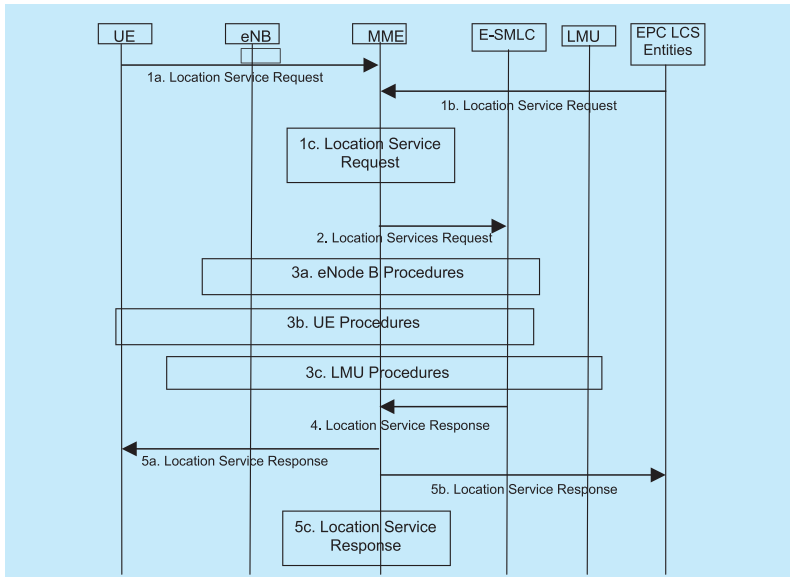 UE
eNB
MME
E-SMLC
LMU
EPC LCS
Entities
1a. Location Service Request
1b. Location Service Request
1c. Location Service
Request
2. Location Services Request
3a. eNode B Procedures
3b. UE Procedures
3c. LMU Procedures
4. Location Service Response
5a. Location Service Response
5b. Location Service Response
5c. Location Service
Response